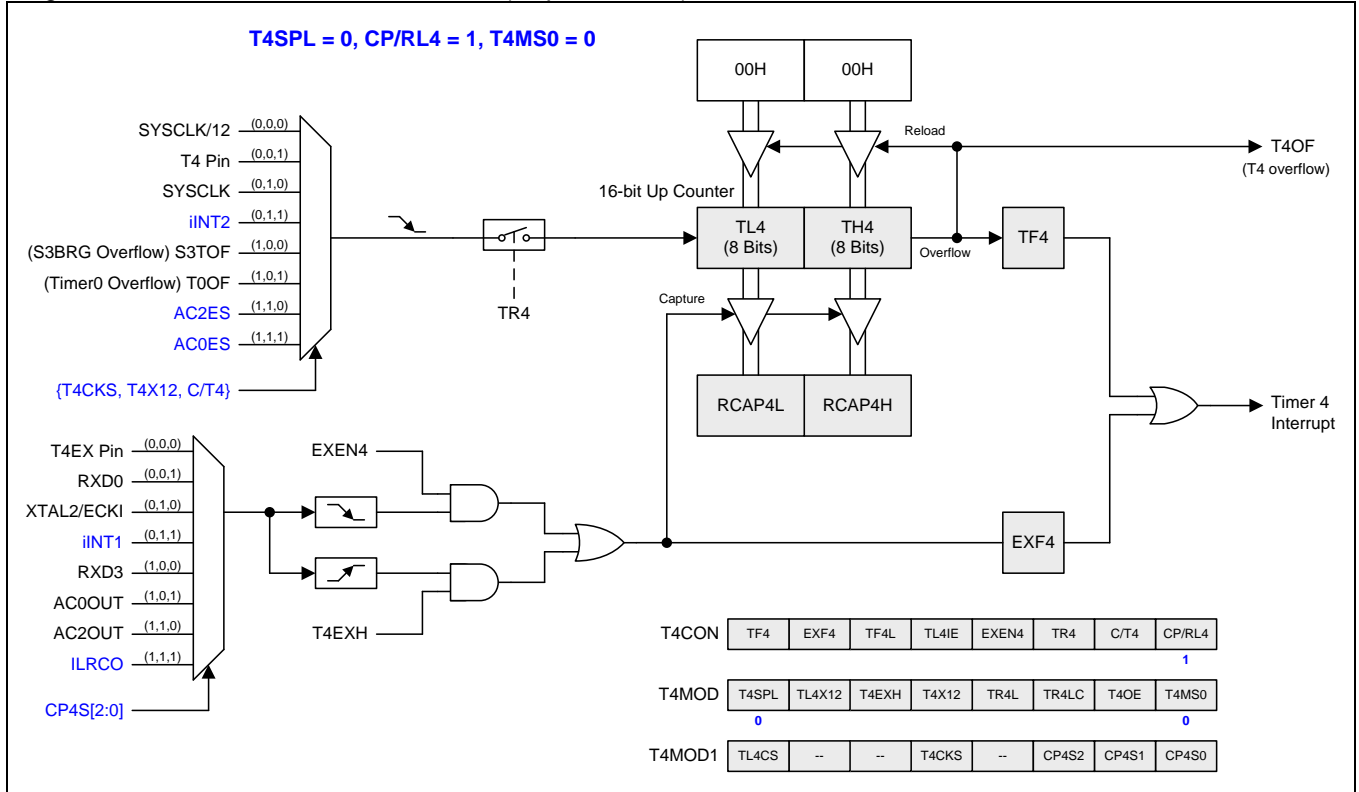 T4SPL = 0, CP/RL4 = 1, T4MS0 = 0
00H 00H
SYSCLK/12 (0,0,0)
T4 Pin (0,0,1)
SYSCLK (0,1,0)
iINT2 (0,1,1)
(S3BRG Overflow) S3TOF (1,0,0)
(Timer0 Overflow) T0OF (1,0,1)
AC2ES (1,1,0)
AC0ES (1,1,1)
{T4CKS, T4X12, C/T4}
TR4
Reload
T4OF
(T4 overflow)
16-bit Up Counter
TL4 TH4
(8 Bits) (8 Bits)
Overflow
TF4
Capture
RCAP4L RCAP4H
Timer 4
Interrupt
T4EX Pin (0,0,0)
RXD0 (0,0,1)
XTAL2/ECKI (0,1,0)
iINT1 (0,1,1)
RXD3 (1,0,0)
AC0OUT (1,0,1)
AC2OUT (1,1,0)
ILRCO (1,1,1)
CP4S[2:0]
EXEN4
T4EXH
EXF4
T4CON TF4 EXF4 TF4L TL4IE EXEN4 TR4 C/T4 CP/RL4
1
T4MOD T4SPL TL4X12 T4EXH T4X12 TR4L TR4LC T4OE T4MS0
0 0
T4MOD1 TL4CS -- -- T4CKS -- CP4S2 CP4S1 CP4S0